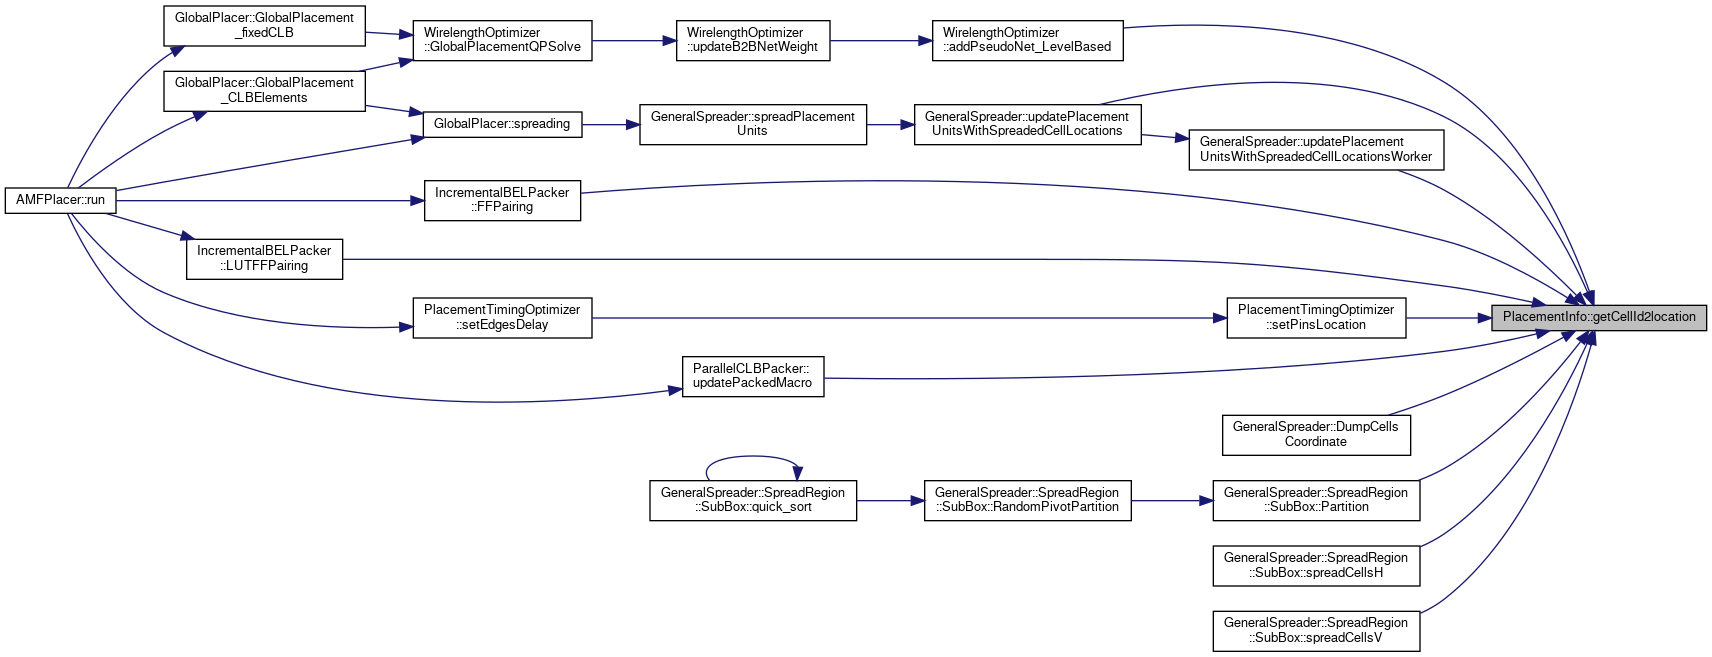 GlobalPlacer::GlobalPlacement
_fixedCLB
WirelengthOptimizer
::GlobalPlacementQPSolve
WirelengthOptimizer
::updateB2BNetWeight
WirelengthOptimizer
::addPseudoNet_LevelBased
GlobalPlacer::GlobalPlacement
_CLBElements
GlobalPlacer::spreading
GeneralSpreader::spreadPlacement
Units
GeneralSpreader::updatePlacement
UnitsWithSpreadedCellLocations
GeneralSpreader::updatePlacement
UnitsWithSpreadedCellLocationsWorker
AMFPlacer::run
IncrementalBELPacker
::FFPairing
IncrementalBELPacker
::LUTFFPairing
PlacementTimingOptimizer
::setEdgesDelay
PlacementTimingOptimizer
::setPinsLocation
PlacementInfo::getCellId2location
ParallelCLBPacker::
updatePackedMacro
GeneralSpreader::DumpCells
Coordinate
GeneralSpreader::SpreadRegion
::SubBox::quick_sort
GeneralSpreader::SpreadRegion
::SubBox::RandomPivotPartition
GeneralSpreader::SpreadRegion
::SubBox::Partition
GeneralSpreader::SpreadRegion
::SubBox::spreadCellsH
GeneralSpreader::SpreadRegion
::SubBox::spreadCellsV